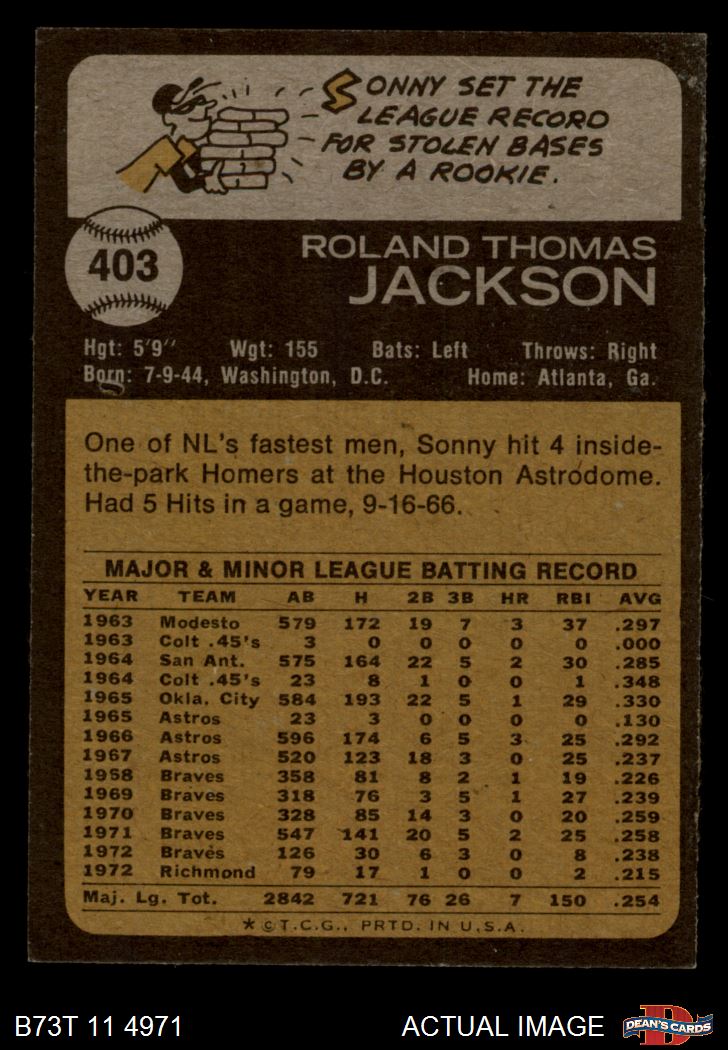 SONNY SET THE
LEAGUE RECORD
FOR STOLEN BASES
BY A ROOKIE.
403
ROLAND THOMAS
JACKSON
Hgt: 5'9" Wgt: 155 Bats: Left Throws: Right
Born: 7-9-44, Washington, D.C. Home: Atlanta, Ga.
One of NL's fastest men, Sonny hit 4 inside-
the-park Homers at the Houston Astrodome.
Had 5 Hits in a game, 9-16-66.
MAJOR & MINOR LEAGUE BATTING RECORD
YEAR TEAM AB H 2B 3B HR RBI AVG
1963 Modesto 579 172 19 7 3 37 .297
1963 Colt .45's 3 0 0 0 0 0 .000
1964 San Ant. 575 164 22 5 2 30 .285
1964 Colt .45's 23 8 1 0 0 1 .348
1965 Okla. City 584 193 22 5 1 29 .330
1965 Astros 23 3 0 0 0 0 .130
1966 Astros 596 174 6 5 3 25 .292
1967 Astros 520 123 18 3 0 25 .237
1958 Braves 358 81 8 2 1 19 .226
1969 Braves 318 76 3 5 1 27 .239
1970 Braves 328 85 14 3 0 20 .259
1971 Braves 547 141 20 5 2 25 .258
1972 Braves 126 30 6 3 0 8 .238
1972 Richmond 79 17 1 0 0 2 .215
Maj. Lg. Tot. 2842 721 76 26 7 150 .254
* © T.C.G., PRTD. IN U.S.A.
B73T 11 4971 ACTUAL IMAGE DEAN'S CARDS